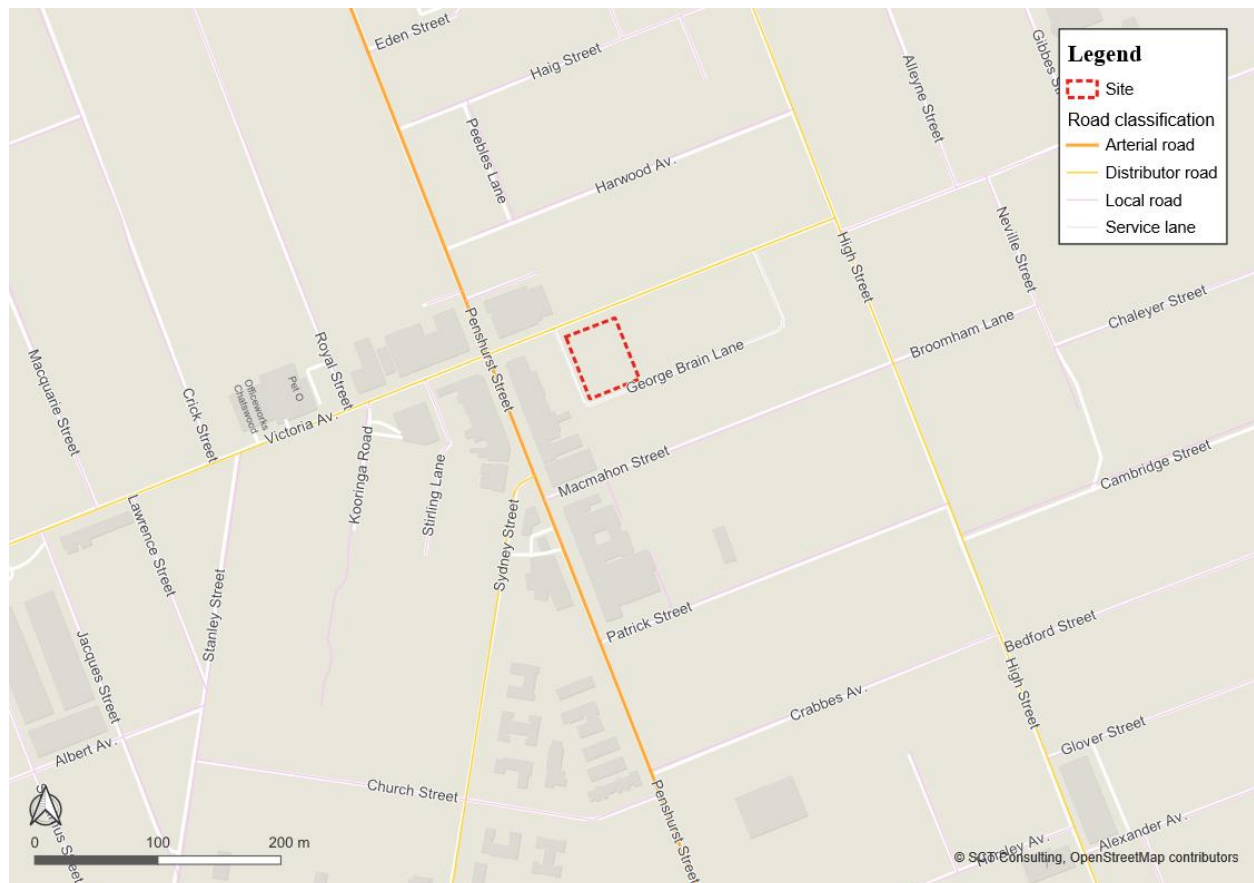 Eden Street
Haig Street
Peebles Lane
Harwood Av.
Alleyne Street
Gibbes St
Legend
Site
Road classification
Arterial road
Distributor road
Local road
Service lane
High Street
Neville Street
Chaleyer Street
Broomham Lane
Penshurst Street
George Brain Lane
Macquarie Street
Crick Street
Royal Street
Pet O
Officeworks
Chatswood
Victoria Av.
Kooringa Road
Stirling Lane
Macmahon Street
Sydney Street
Cambridge Street
Lawrence Street
Stanley Street
Patrick Street
Jacques Street
Bedford Street
High Street
Crabbes Av.
Albert Av.
Glover Street
Church Street
Penshurst Street
Alexander Av.
0 100 200 m
© SCT Consulting, OpenStreetMap contributors